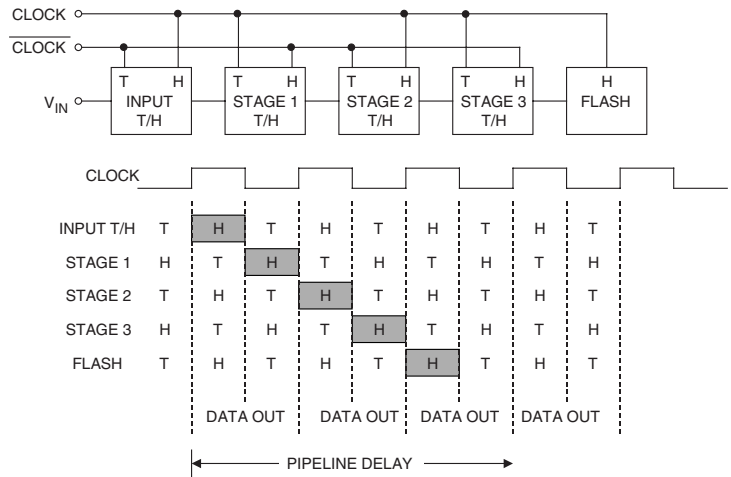 CLOCK
CLOCK
T H T H T H T H H
V_IN INPUT T/H STAGE 1 T/H STAGE 2 T/H STAGE 3 T/H FLASH
CLOCK
INPUT T/H T H T H T H T H T
STAGE 1 H T H T H T H T H
STAGE 2 T H T H T H T H T
STAGE 3 H T H T H T H T H
FLASH T H T H T H T H T
DATA OUT DATA OUT DATA OUT DATA OUT
PIPELINE DELAY